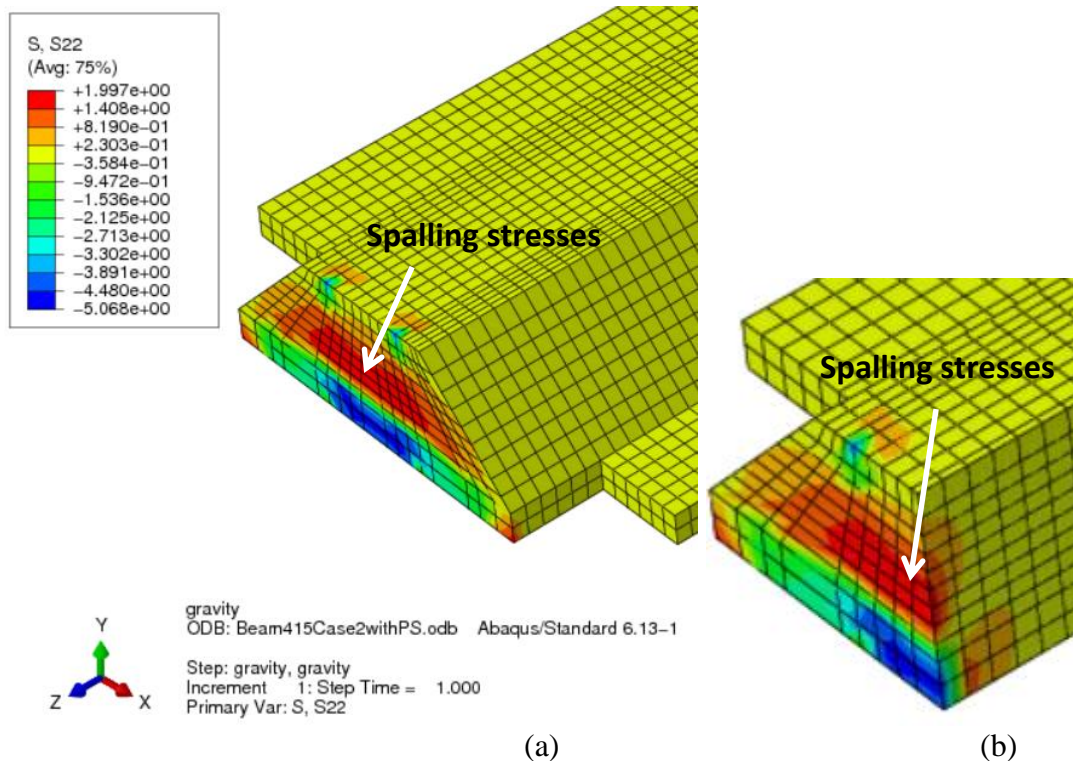 S, S22
(Avg: 75%)
+1.997e+00
+1.408e+00
+8.190e-01
+2.303e-01
-3.584e-01
-9.472e-01
-1.536e+00
-2.125e+00
-2.713e+00
-3.302e+00
-3.891e+00
-4.480e+00
-5.068e+00
Spalling stresses
Spalling stresses
gravity
ODB: Beam415Case2withPS.odb Abaqus/Standard 6.13-1
Step: gravity, gravity
Increment 1: Step Time = 1.000
Primary Var: S, S22
Y
Z X
(a) (b)